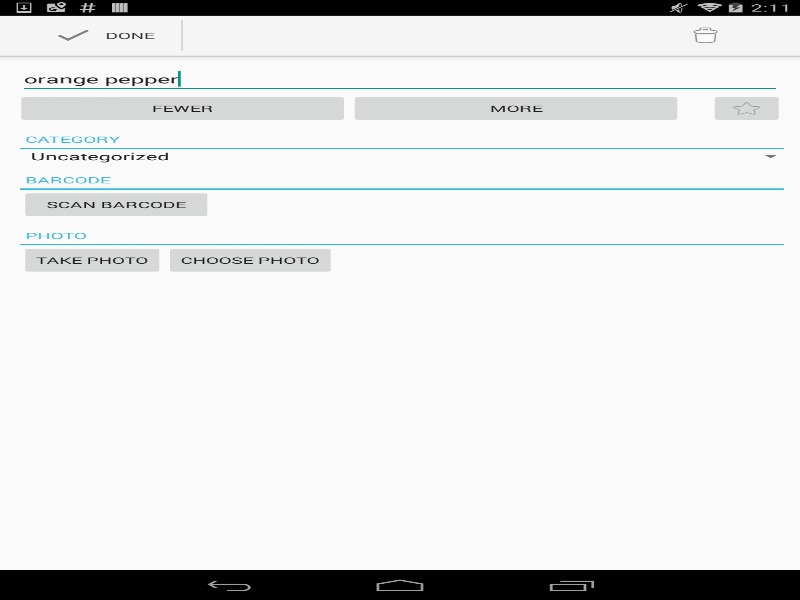 2:11
DONE
orange pepper
FEWER MORE
CATEGORY
Uncategorized
BARCODE
SCAN BARCODE
PHOTO
TAKE PHOTO CHOOSE PHOTO